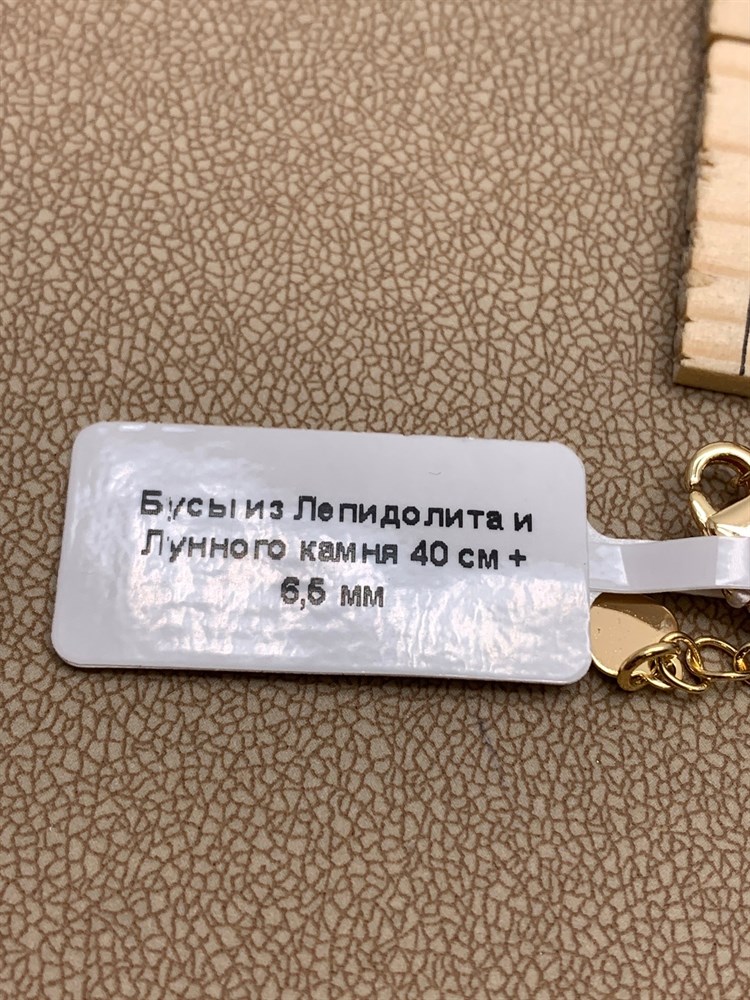 Бусы из Лепидолита и
Лунного камня 40 см +
6,5 мм